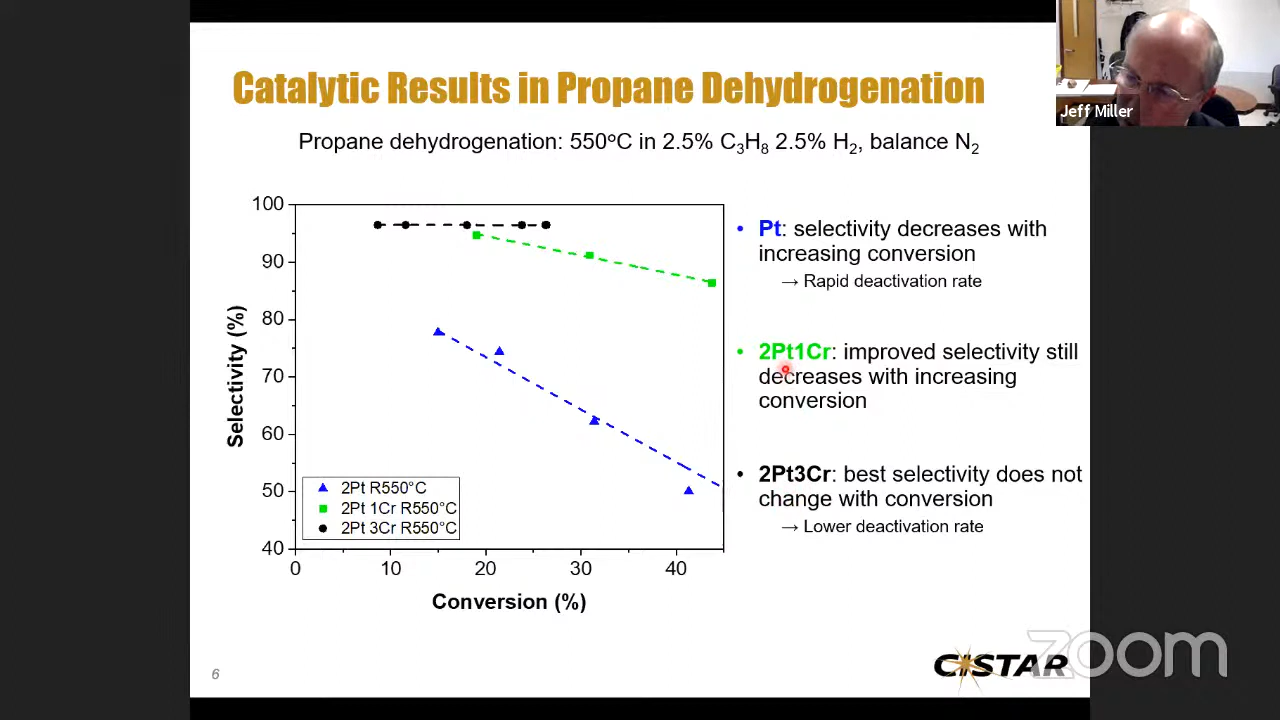 Catalytic Results in Propane Dehydrogenation
Jeff Miller
Propane dehydrogenation: 550ºC in 2.5% C₃H₈ 2.5% H₂, balance N₂
100
90
80
70
60
50
40
Selectivity (%)
0
10
20
30
40
Conversion (%)
2Pt R550°C
2Pt 1Cr R550°C
2Pt 3Cr R550°C
• Pt: selectivity decreases with
increasing conversion
→ Rapid deactivation rate
• 2Pt1Cr: improved selectivity still
decreases with increasing
conversion
• 2Pt3Cr: best selectivity does not
change with conversion
→ Lower deactivation rate
6
CISTAR
zoom